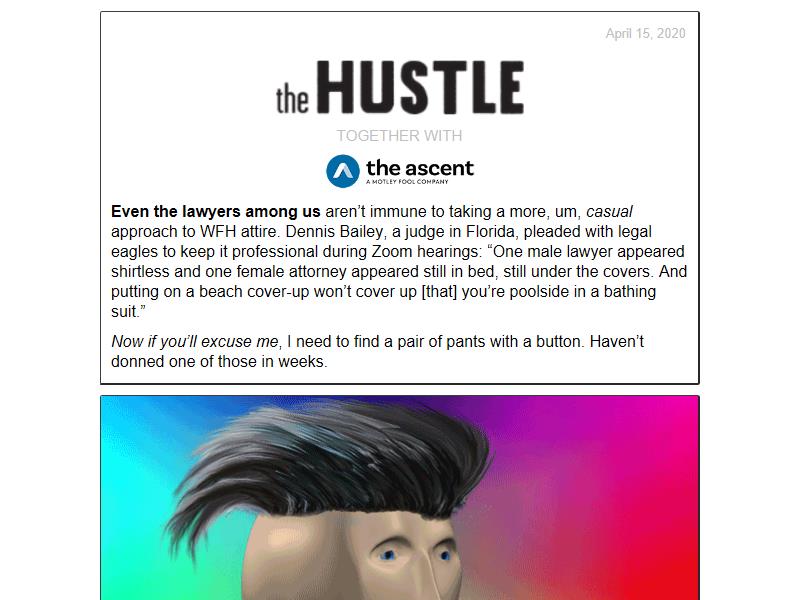 April 15, 2020
the HUSTLE
TOGETHER WITH
the ascent
A MOTLEY FOOL COMPANY
Even the lawyers among us aren’t immune to taking a more, um, casual
approach to WFH attire. Dennis Bailey, a judge in Florida, pleaded with legal
eagles to keep it professional during Zoom hearings: “One male lawyer appeared
shirtless and one female attorney appeared still in bed, still under the covers. And
putting on a beach cover-up won’t cover up [that] you’re poolside in a bathing
suit.”
Now if you’ll excuse me, I need to find a pair of pants with a button. Haven’t
donned one of those in weeks.